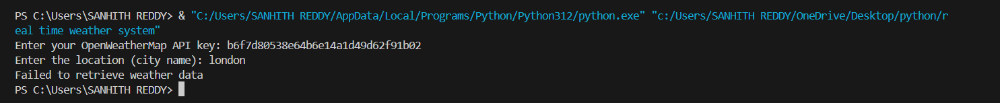 PS C:\Users\SANHITH REDDY> & "C:/Users/SANHITH REDDY/AppData/Local/Programs/Python/Python312/python.exe" "c:/Users/SANHITH REDDY/OneDrive/Desktop/python/r
eal time weather system"
Enter your OpenWeatherMap API key: b6f7d80538e64b6e14a1d49d62f91b02
Enter the location (city name): london
Failed to retrieve weather data
PS C:\Users\SANHITH REDDY>